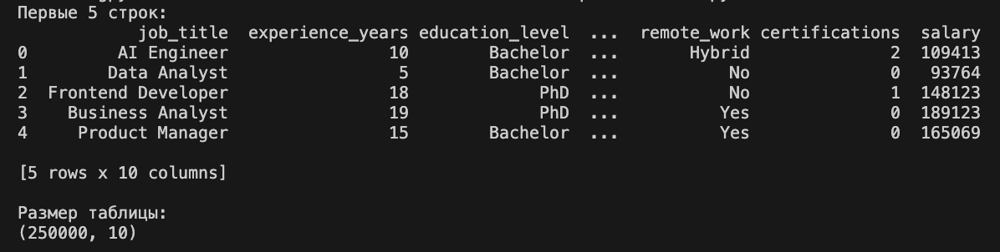 Первые 5 строк:
job_title experience_years education_level ... remote_work certifications salary
0 AI Engineer 10 Bachelor ... Hybrid 2 109413
1 Data Analyst 5 Bachelor ... No 0 93764
2 Frontend Developer 18 PhD ... No 1 148123
3 Business Analyst 19 PhD ... Yes 0 189123
4 Product Manager 15 Bachelor ... Yes 0 165069
[5 rows x 10 columns]
Размер таблицы:
(250000, 10)